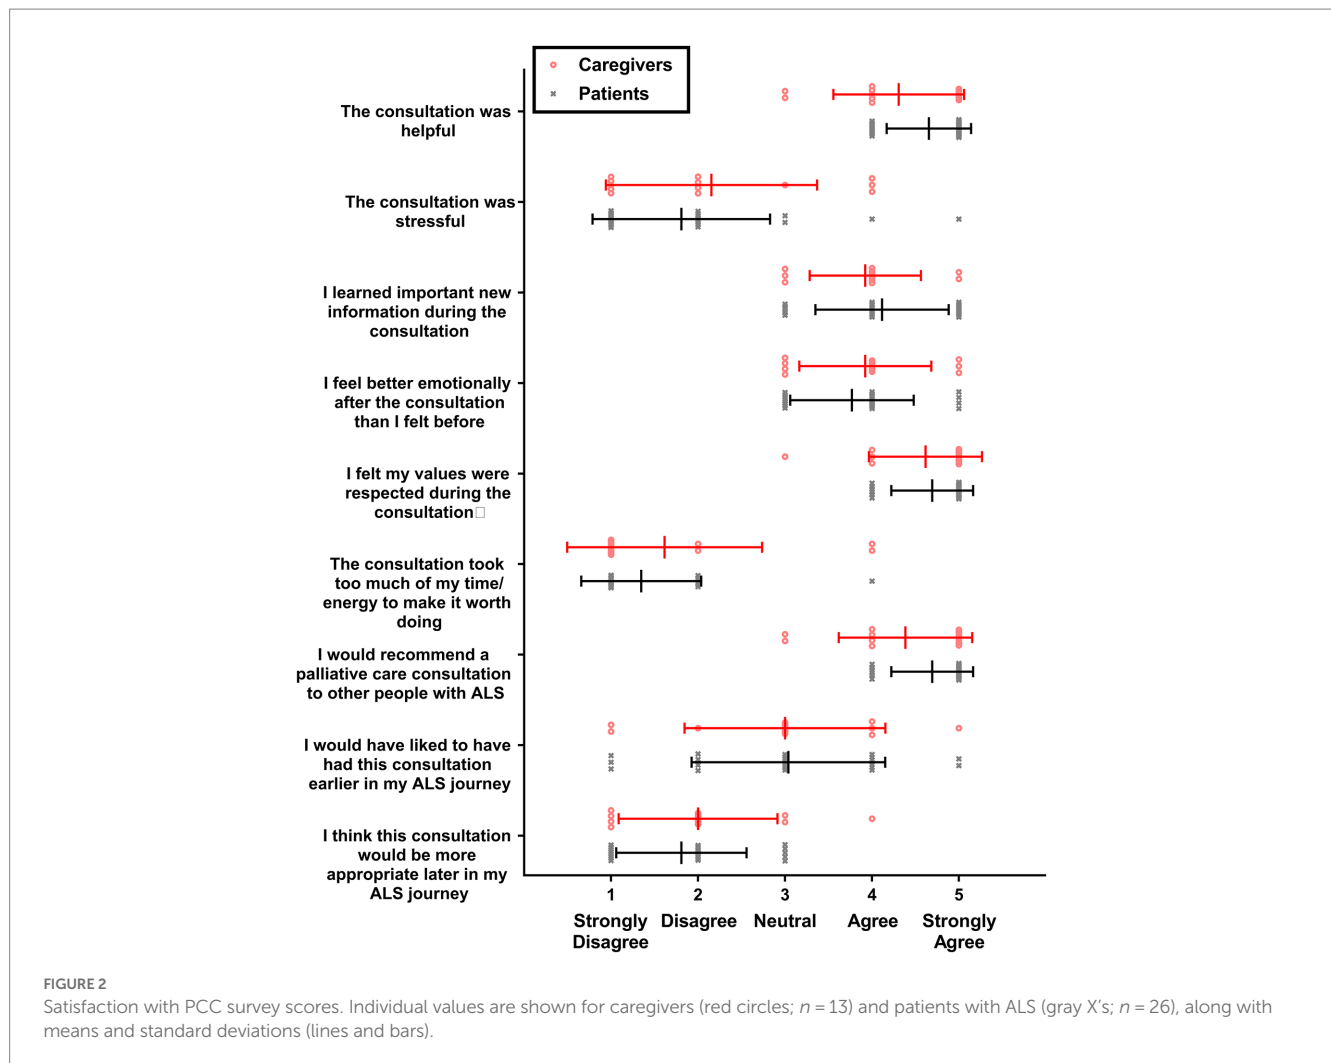 Caregivers
Patients
The consultation was
helpful
The consultation was
stressful
I learned important new
information during the
consultation
I feel better emotionally
after the consultation
than I felt before
I felt my values were
respected during the
consultation□
The consultation took
too much of my time/
energy to make it worth
doing
I would recommend a
palliative care consultation
to other people with ALS
I would have liked to have
had this consultation
earlier in my ALS journey
I think this consultation
would be more
appropriate later in my
ALS journey
1 2 3 4 5
Strongly Disagree Neutral Agree Strongly
Disagree Agree
FIGURE 2
Satisfaction with PCC survey scores. Individual values are shown for caregivers (red circles; n = 13) and patients with ALS (gray X's; n = 26), along with
means and standard deviations (lines and bars).